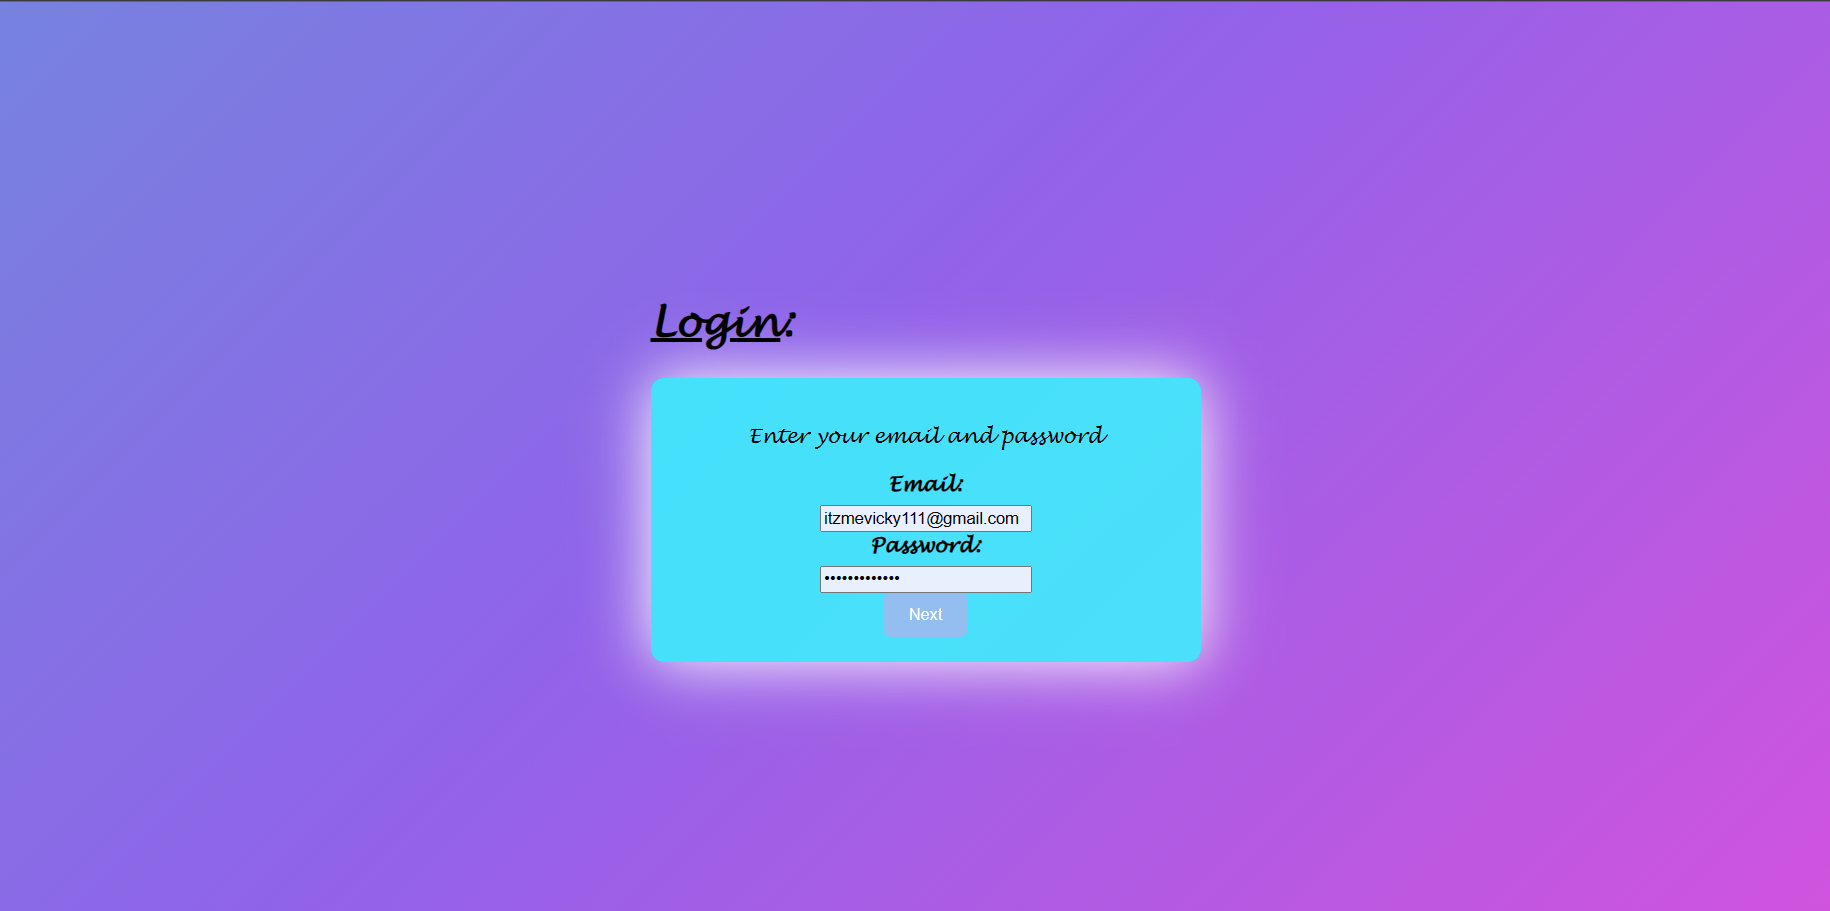 Login:
Enter your email and password
Email:
itzmevicky111@gmail.com
Password:
•••••••••••••
Next